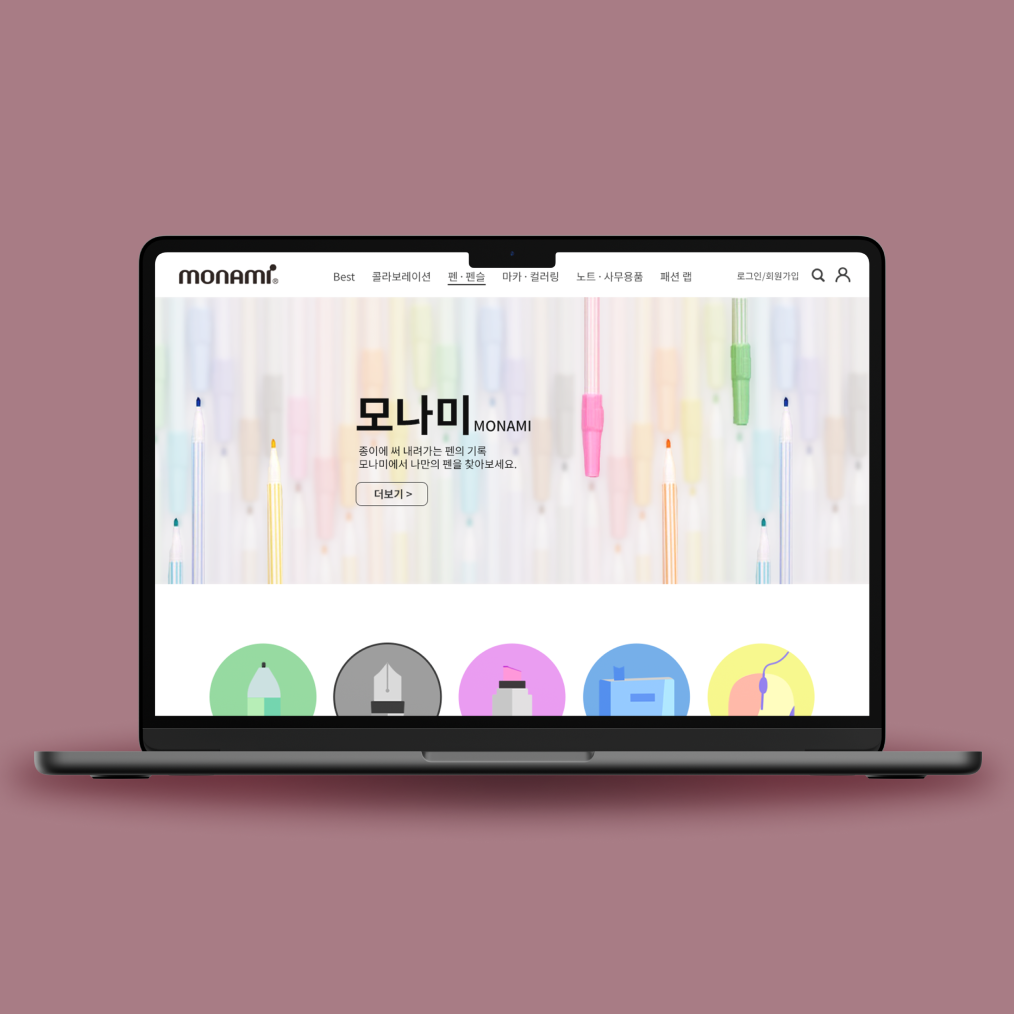 monami®
Best 콜라보레이션 펜 · 펜슬 마카 · 컬러링 노트 · 사무용품 패션 랩 로그인/회원가입
모나미 MONAMI
종이에 써 내려가는 펜의 기록
모나미에서 나만의 펜을 찾아보세요.
더보기 >